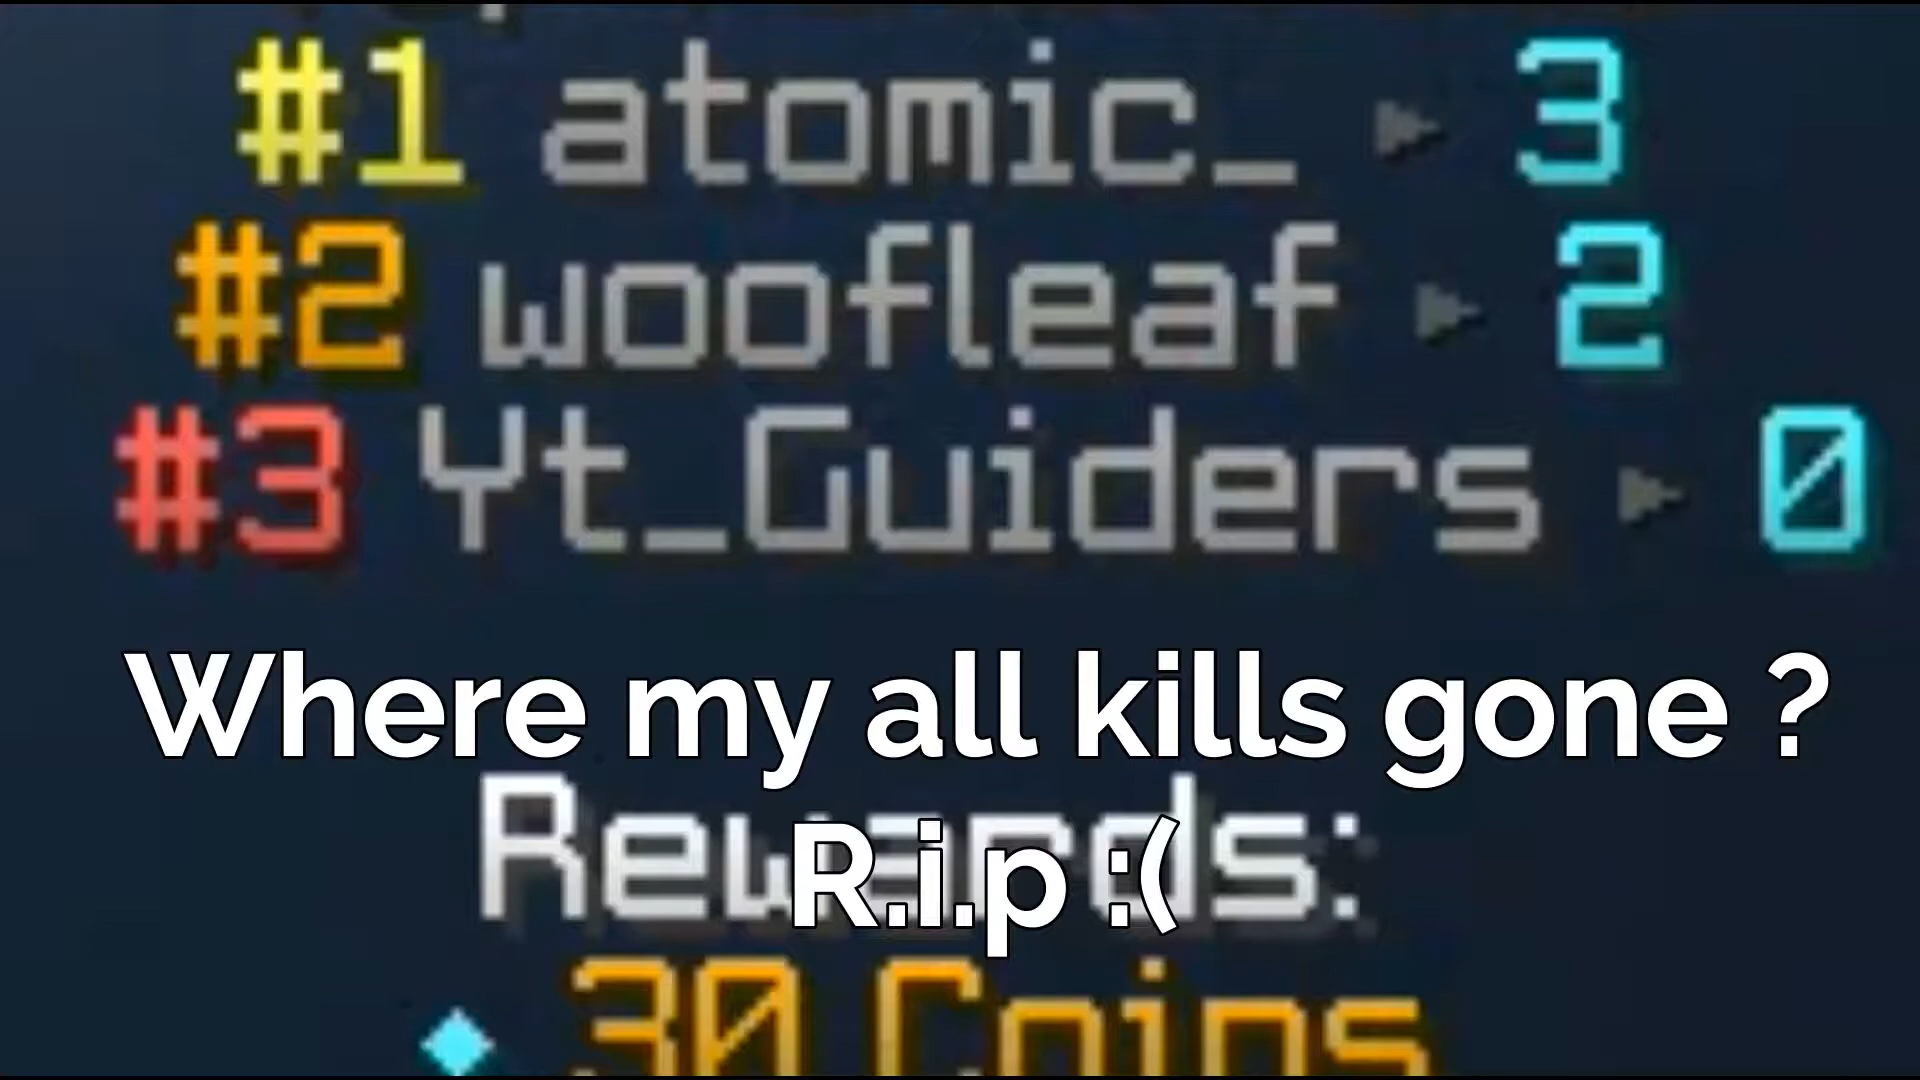 #1 atomic_ ▸ 3
#2 woofleaf ▸ 2
#3 Yt_Guiders ▸ 0
Where my all kills gone ?
Rewards:
R.i.p :(
30 Coins